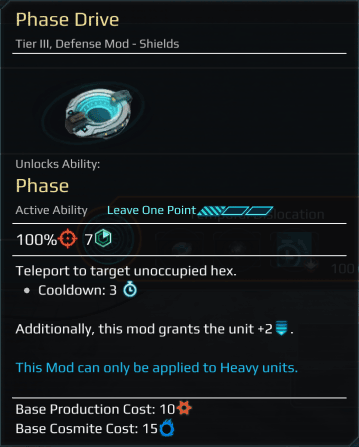 Phase Drive
Tier III, Defense Mod - Shields
Unlocks Ability:
Phase
Active Ability Leave One Point
100% 7
Teleport to target unoccupied hex.
• Cooldown: 3
Additionally, this mod grants the unit +2 .
This Mod can only be applied to Heavy units.
Base Production Cost: 10
Base Cosmite Cost: 15